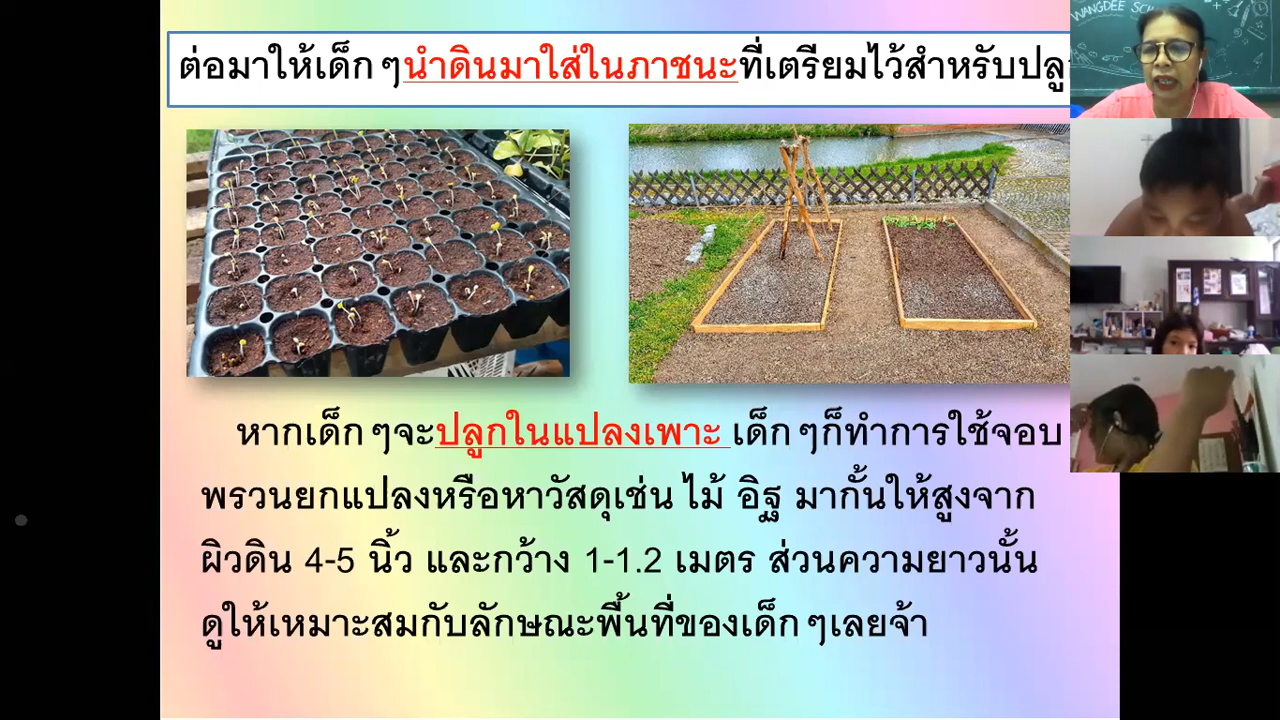 ต่อมาให้เด็กๆนำดินมาใส่ในภาชนะที่เตรียมไว้สำหรับปลู
WANGDEE SCH
หากเด็กๆจะปลูกในแปลงเพาะ เด็กๆก็ทำการใช้จอบ
พรวนยกแปลงหรือหาวัสดุเช่น ไม้ อิฐ มากั้นให้สูงจาก
ผิวดิน 4-5 นิ้ว และกว้าง 1-1.2 เมตร ส่วนความยาวนั้น
ดูให้เหมาะสมกับลักษณะพื้นที่ของเด็กๆเลยจ้า